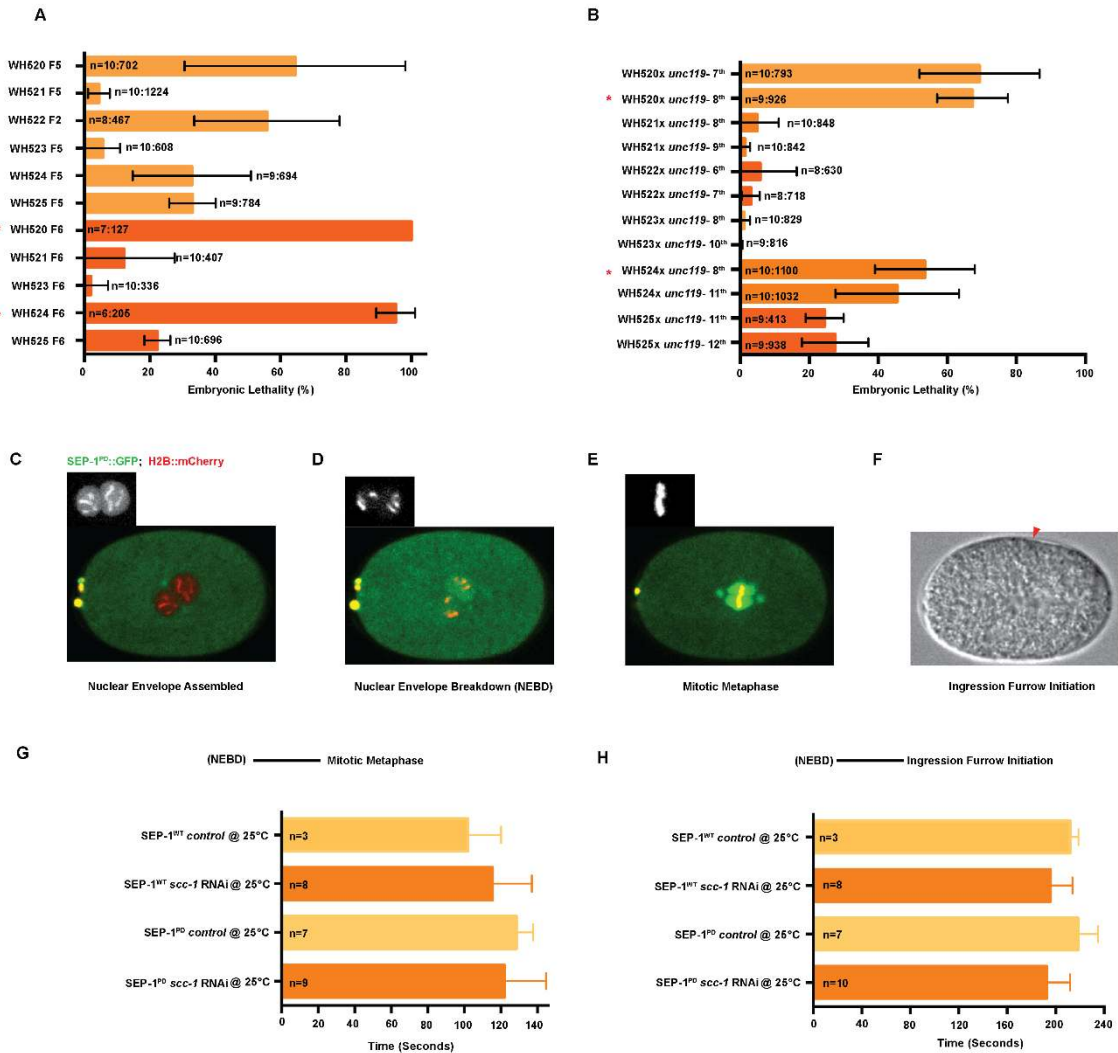 A
WH520 F5 n=10:702
WH521 F5 n=10:1224
WH522 F2 n=8:467
WH523 F5 n=10:608
WH524 F5 n=9:694
WH525 F5 n=9:784
WH520 F6 n=7:127
WH521 F6 n=10:407
WH523 F6 n=10:336
WH524 F6 n=6:205
WH525 F6 n=10:696
0 20 40 60 80 100
Embryonic Lethality (%)
B
WH520x unc119- 7th n=10:793
* WH520x unc119- 8th n=9:926
WH521x unc119- 8th n=10:848
WH521x unc119- 9th n=10:842
WH522x unc119- 6th n=8:630
WH522x unc119- 7th n=8:718
WH523x unc119- 8th n=10:829
WH523x unc119- 10th n=9:816
* WH524x unc119- 8th n=10:1100
WH524x unc119- 11th n=10:1032
WH525x unc119- 11th n=9:413
WH525x unc119- 12th n=9:938
0 20 40 60 80 100
Embryonic Lethality (%)
C
SEP-1PD::GFP; H2B::mCherry
Nuclear Envelope Assembled
D
Nuclear Envelope Breakdown (NEBD)
E
Mitotic Metaphase
F
Ingression Furrow Initiation
G
(NEBD) Mitotic Metaphase
SEP-1WT control @ 25°C n=3
SEP-1WT scc-1 RNAi @ 25°C n=8
SEP-1PD control @ 25°C n=7
SEP-1PD scc-1 RNAi @ 25°C n=9
0 20 40 60 80 100 120 140
Time (Seconds)
H
(NEBD) Ingression Furrow Initiation
SEP-1WT control @ 25°C n=3
SEP-1WT scc-1 RNAi @ 25°C n=8
SEP-1PD control @ 25°C n=7
SEP-1PD scc-1 RNAi @ 25°C n=10
0 40 80 120 160 200 240
Time (Seconds)